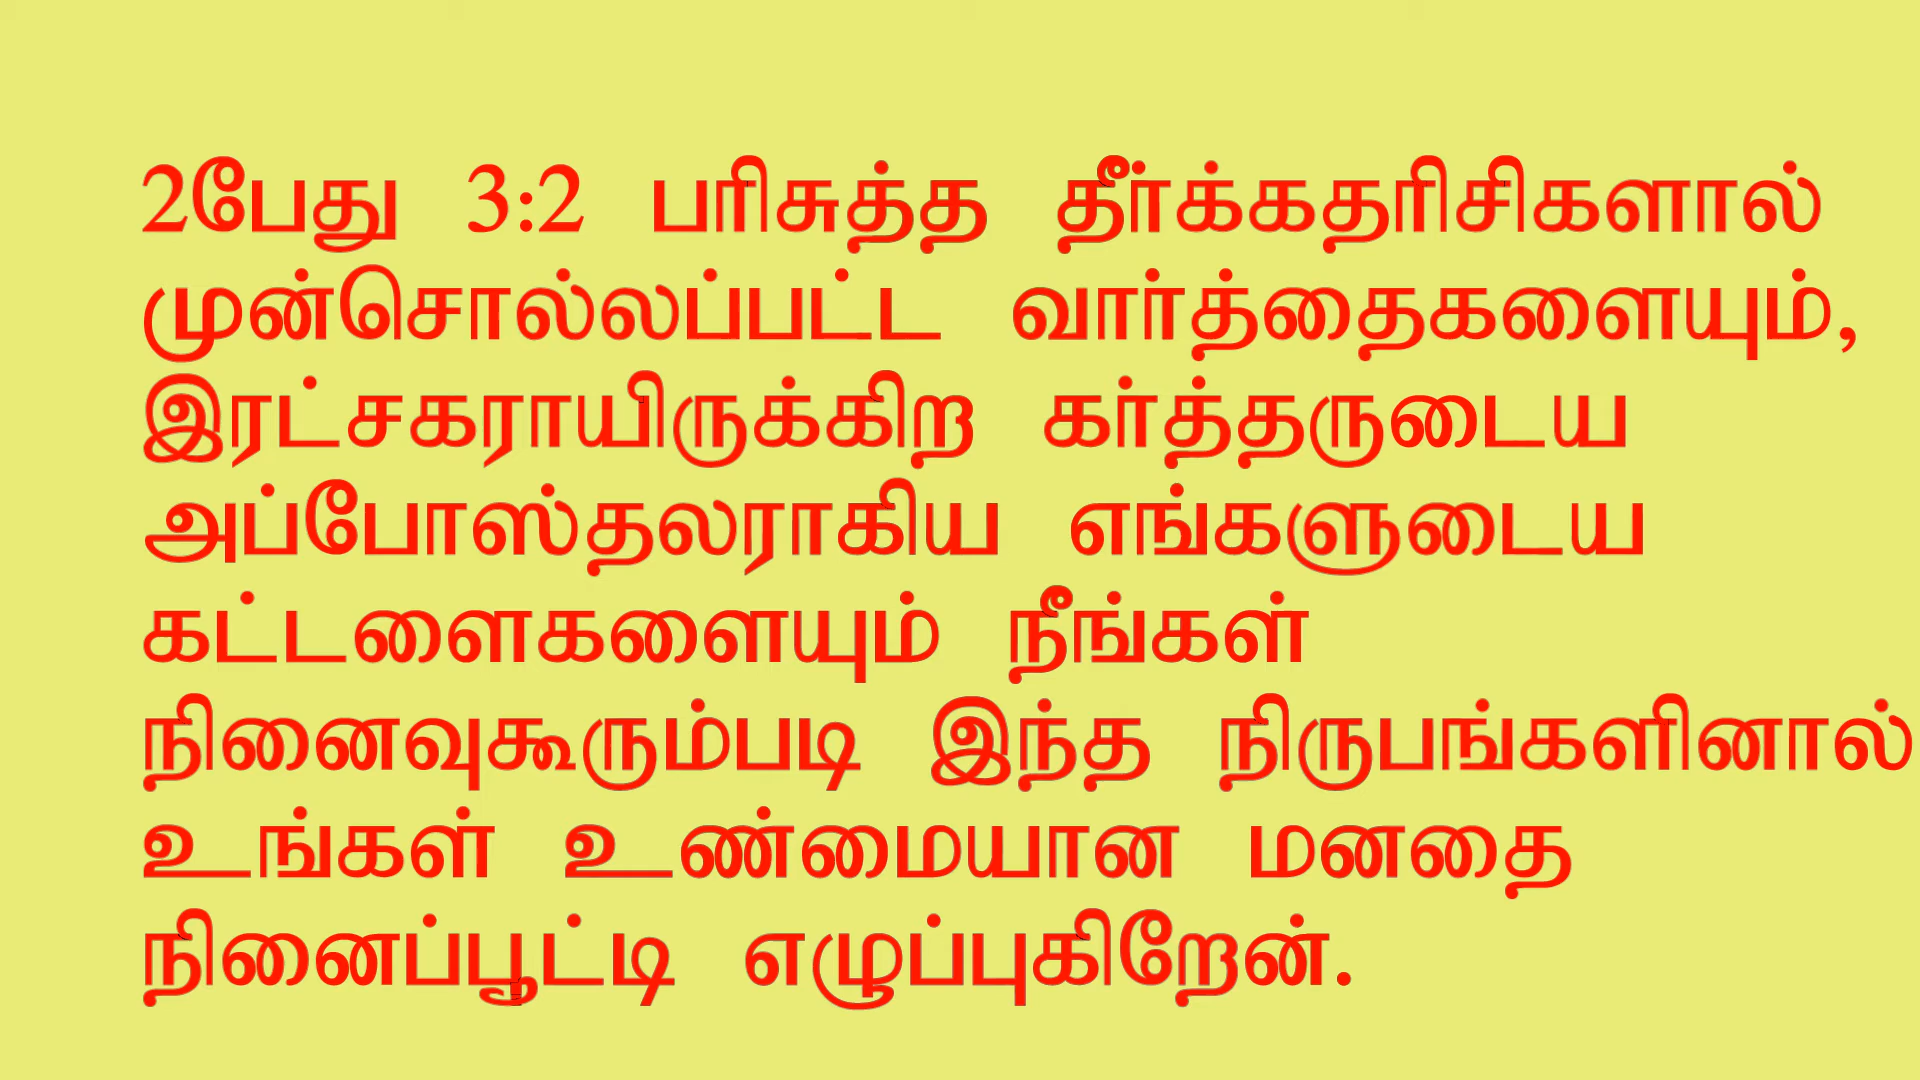 2பேது 3:2 பரிசுத்த தீர்க்கதரிசிகளால்
முன்சொல்லப்பட்ட வார்த்தைகளையும்,
இரட்சகராயிருக்கிற கர்த்தருடைய
அப்போஸ்தலராகிய எங்களுடைய
கட்டளைகளையும் நீங்கள்
நினைவுகூரும்படி இந்த நிருபங்களினால்
உங்கள் உண்மையான மனதை
நினைப்பூட்டி எழுப்புகிறேன்.